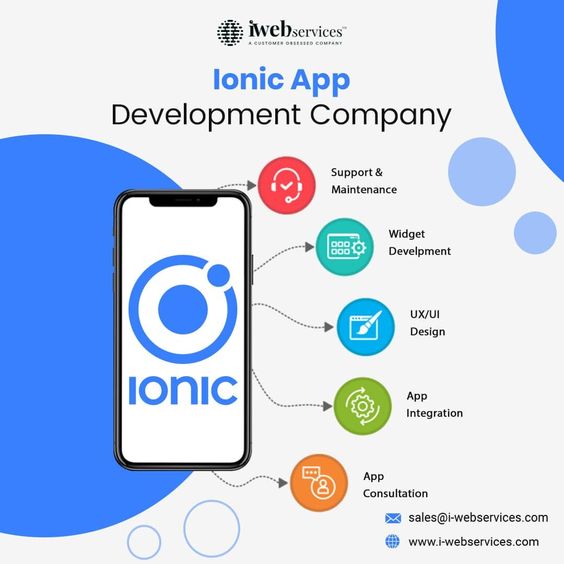 iwebservices
A CUSTOMER OBSESSED COMPANY
Ionic App
Development Company
Support &
Maintenance
Widget
Develpment
UX/UI
Design
IONIC
App
Integration
App
Consultation
sales@i-webservices.com
www.i-webservices.com